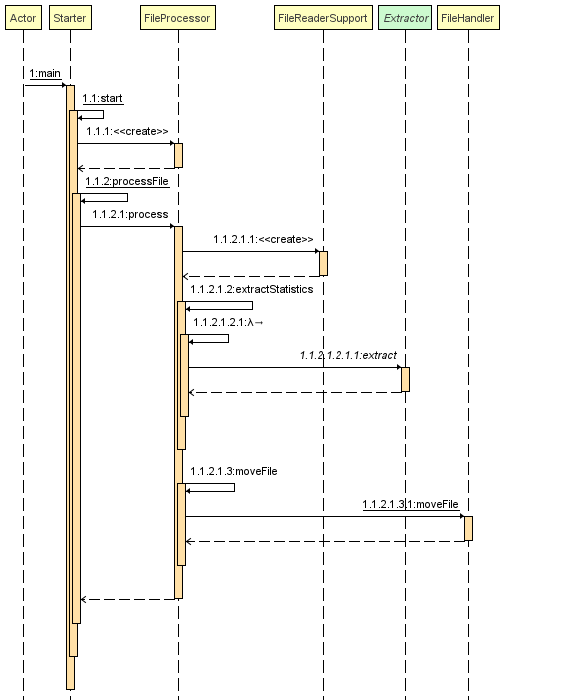 Actor Starter FileProcessor FileReaderSupport Extractor FileHandler
1:main
1.1:start
1.1.1:<<create>>
1.1.2:processFile
1.1.2.1:process
1.1.2.1.1:<<create>>
1.1.2.1.2:extractStatistics
1.1.2.1.2.1:λ→
1.1.2.1.2.1.1:extract
1.1.2.1.3:moveFile
1.1.2.1.3.1:moveFile